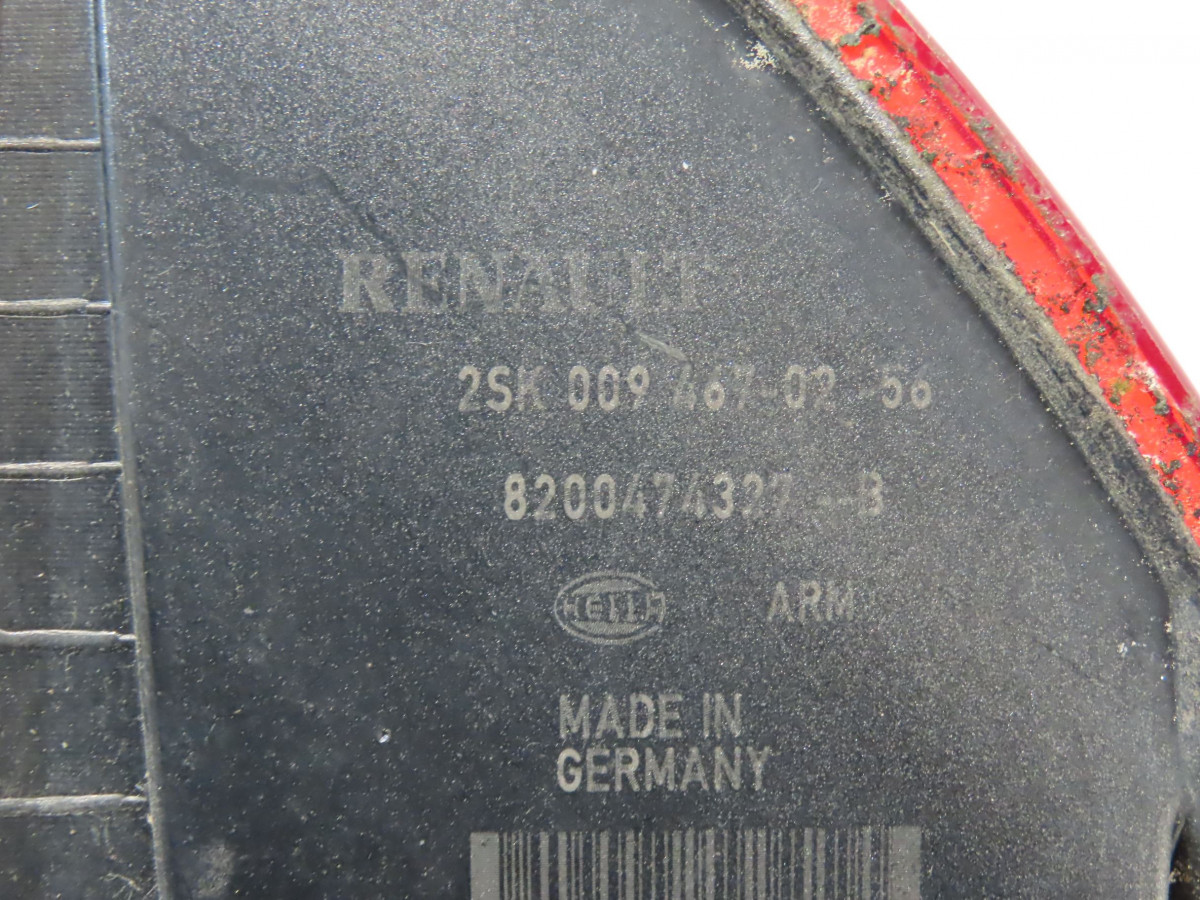 RENAULT
2SK 009 467-02 -56
8200474327 --B
HELLA ARM
MADE IN
GERMANY